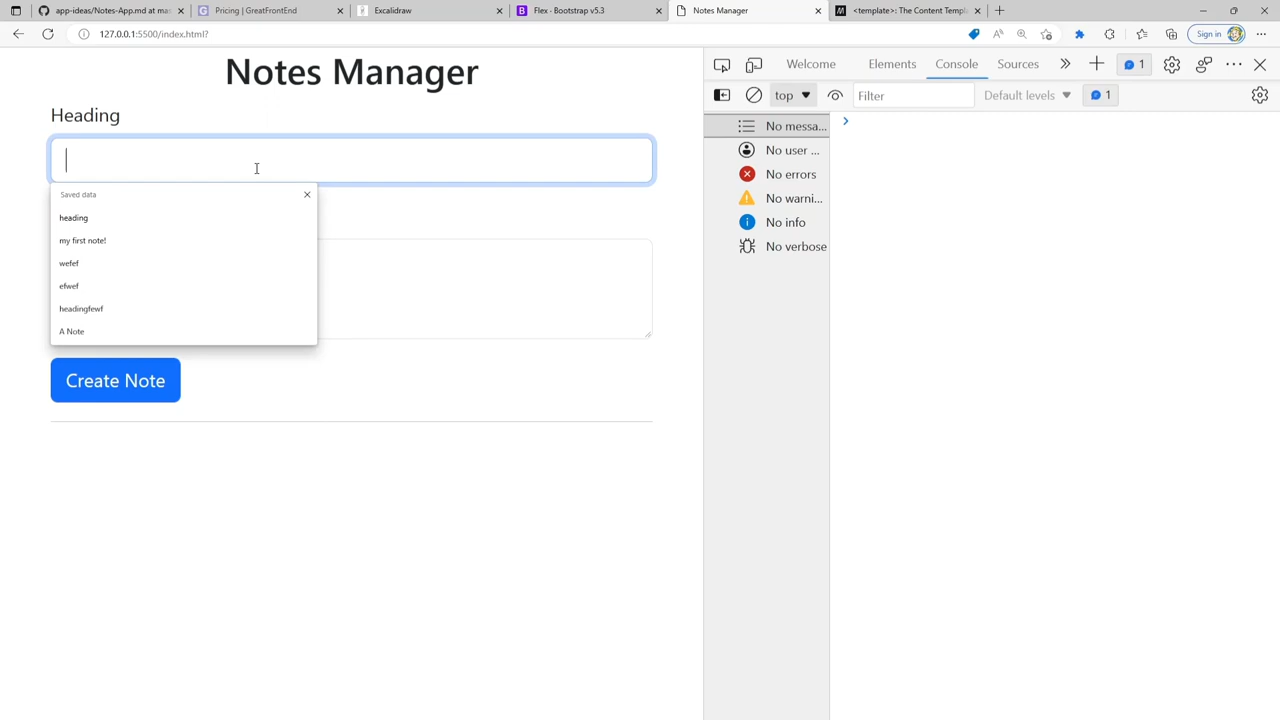 app-ideas/Notes-App.md at mas
Pricing | GreatFrontEnd
Excalidraw
Flex - Bootstrap v5.3
Notes Manager
<template>: The Content Templ
127.0.0.1:5500/index.html?
Sign in
Notes Manager
Heading
Saved data
heading
my first note!
wefef
efwef
headingfewf
A Note
Create Note
Welcome
Elements
Console
Sources
1
top
Filter
Default levels
1
No messa...
No user ...
No errors
No warni...
No info
No verbose